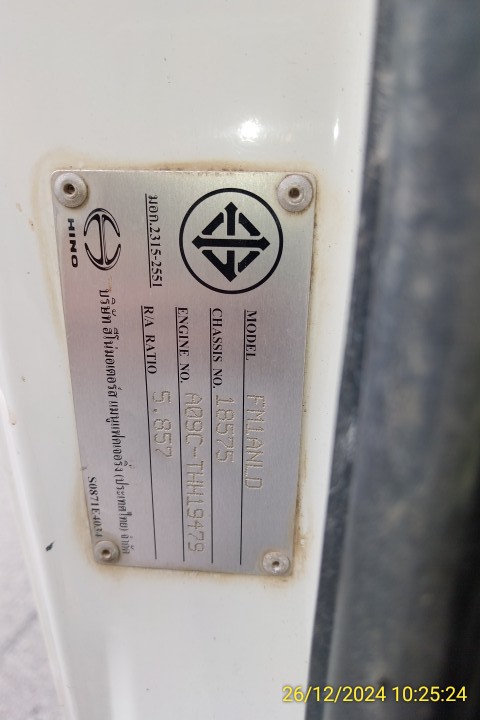 มอก.2315-2551
MODEL FM1ANLD
CHASSIS NO. 18575
ENGINE NO. A09C-THH19479
R/A RATIO 5.857
HINO
บริษัท ฮีโน่มอเตอร์ส แมนูแฟคเจอริ่ง (ประเทศไทย) จำกัด
26/12/2024 10:25:24